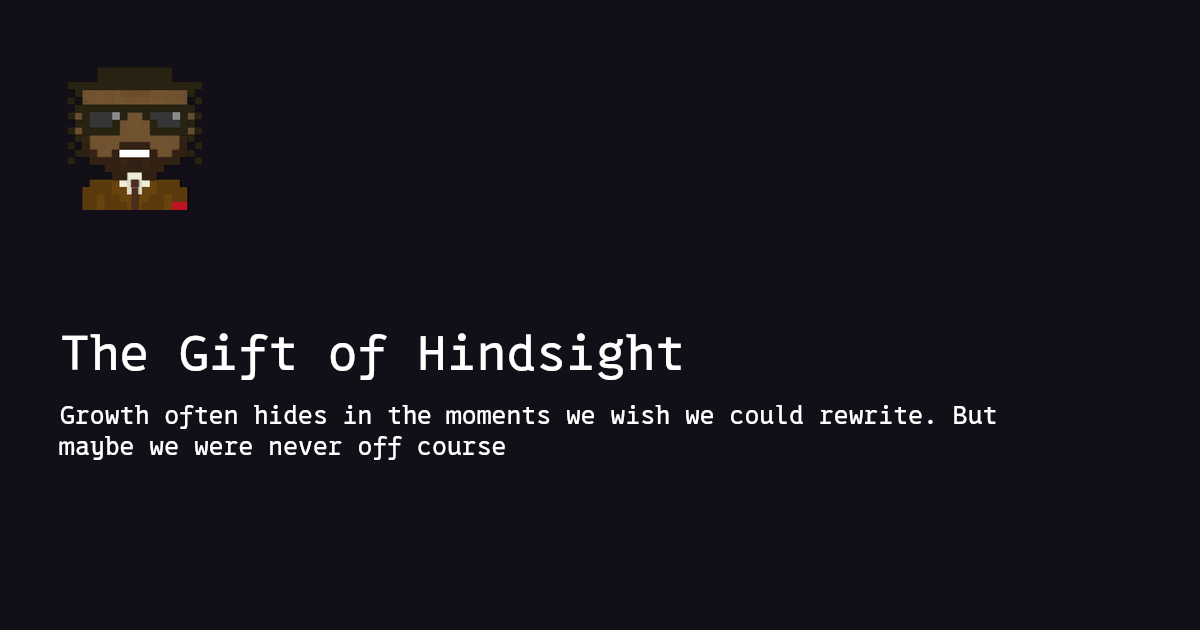 The Gift of Hindsight
Growth often hides in the moments we wish we could rewrite. But
maybe we were never off course